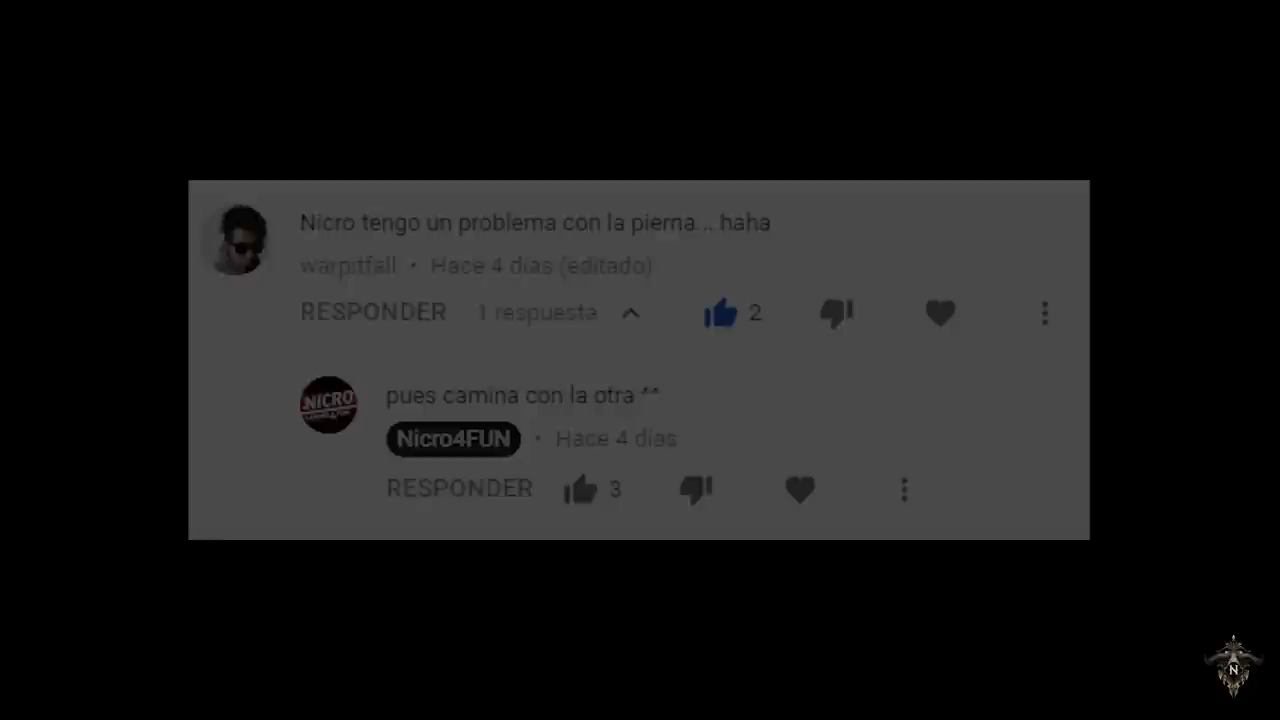 Nicro tengo un problema con la pierna... haha
warpitfall · Hace 4 días (editado)
RESPONDER 1 respuesta 2
NICRO
pues camina con la otra ^^
Nicro4FUN · Hace 4 días
RESPONDER 3
N